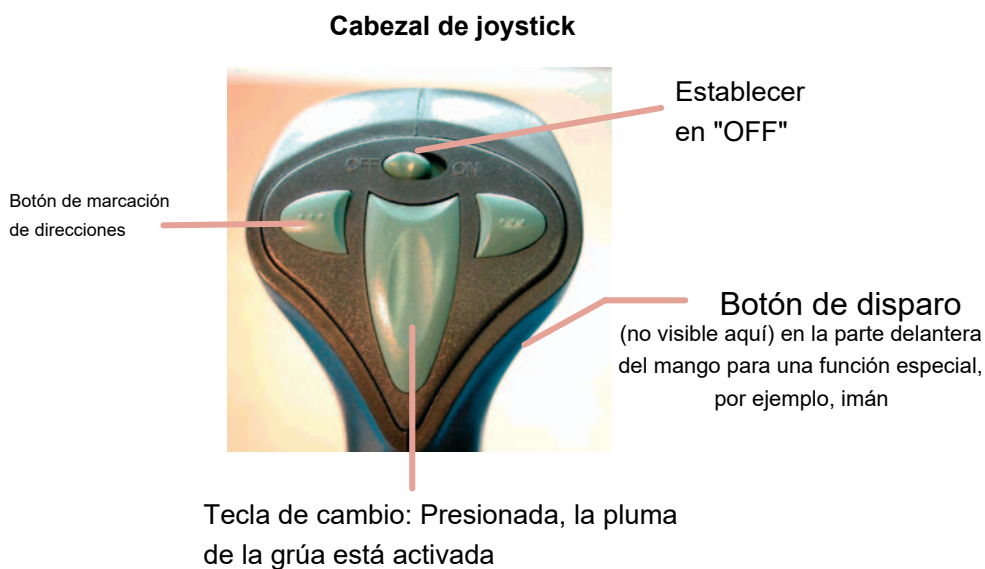 Cabezal de joystick
Establecer
en "OFF"
OFF
ON
Botón de marcación
de direcciones
Botón de disparo
(no visible aquí) en la parte delantera
del mango para una función especial,
por ejemplo, imán
Tecla de cambio: Presionada, la pluma
de la grúa está activada